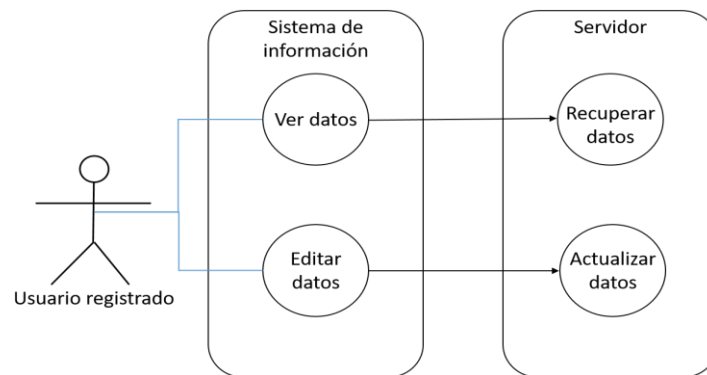 Sistema de
información
Servidor
Ver datos
Recuperar
datos
Editar
datos
Actualizar
datos
Usuario registrado